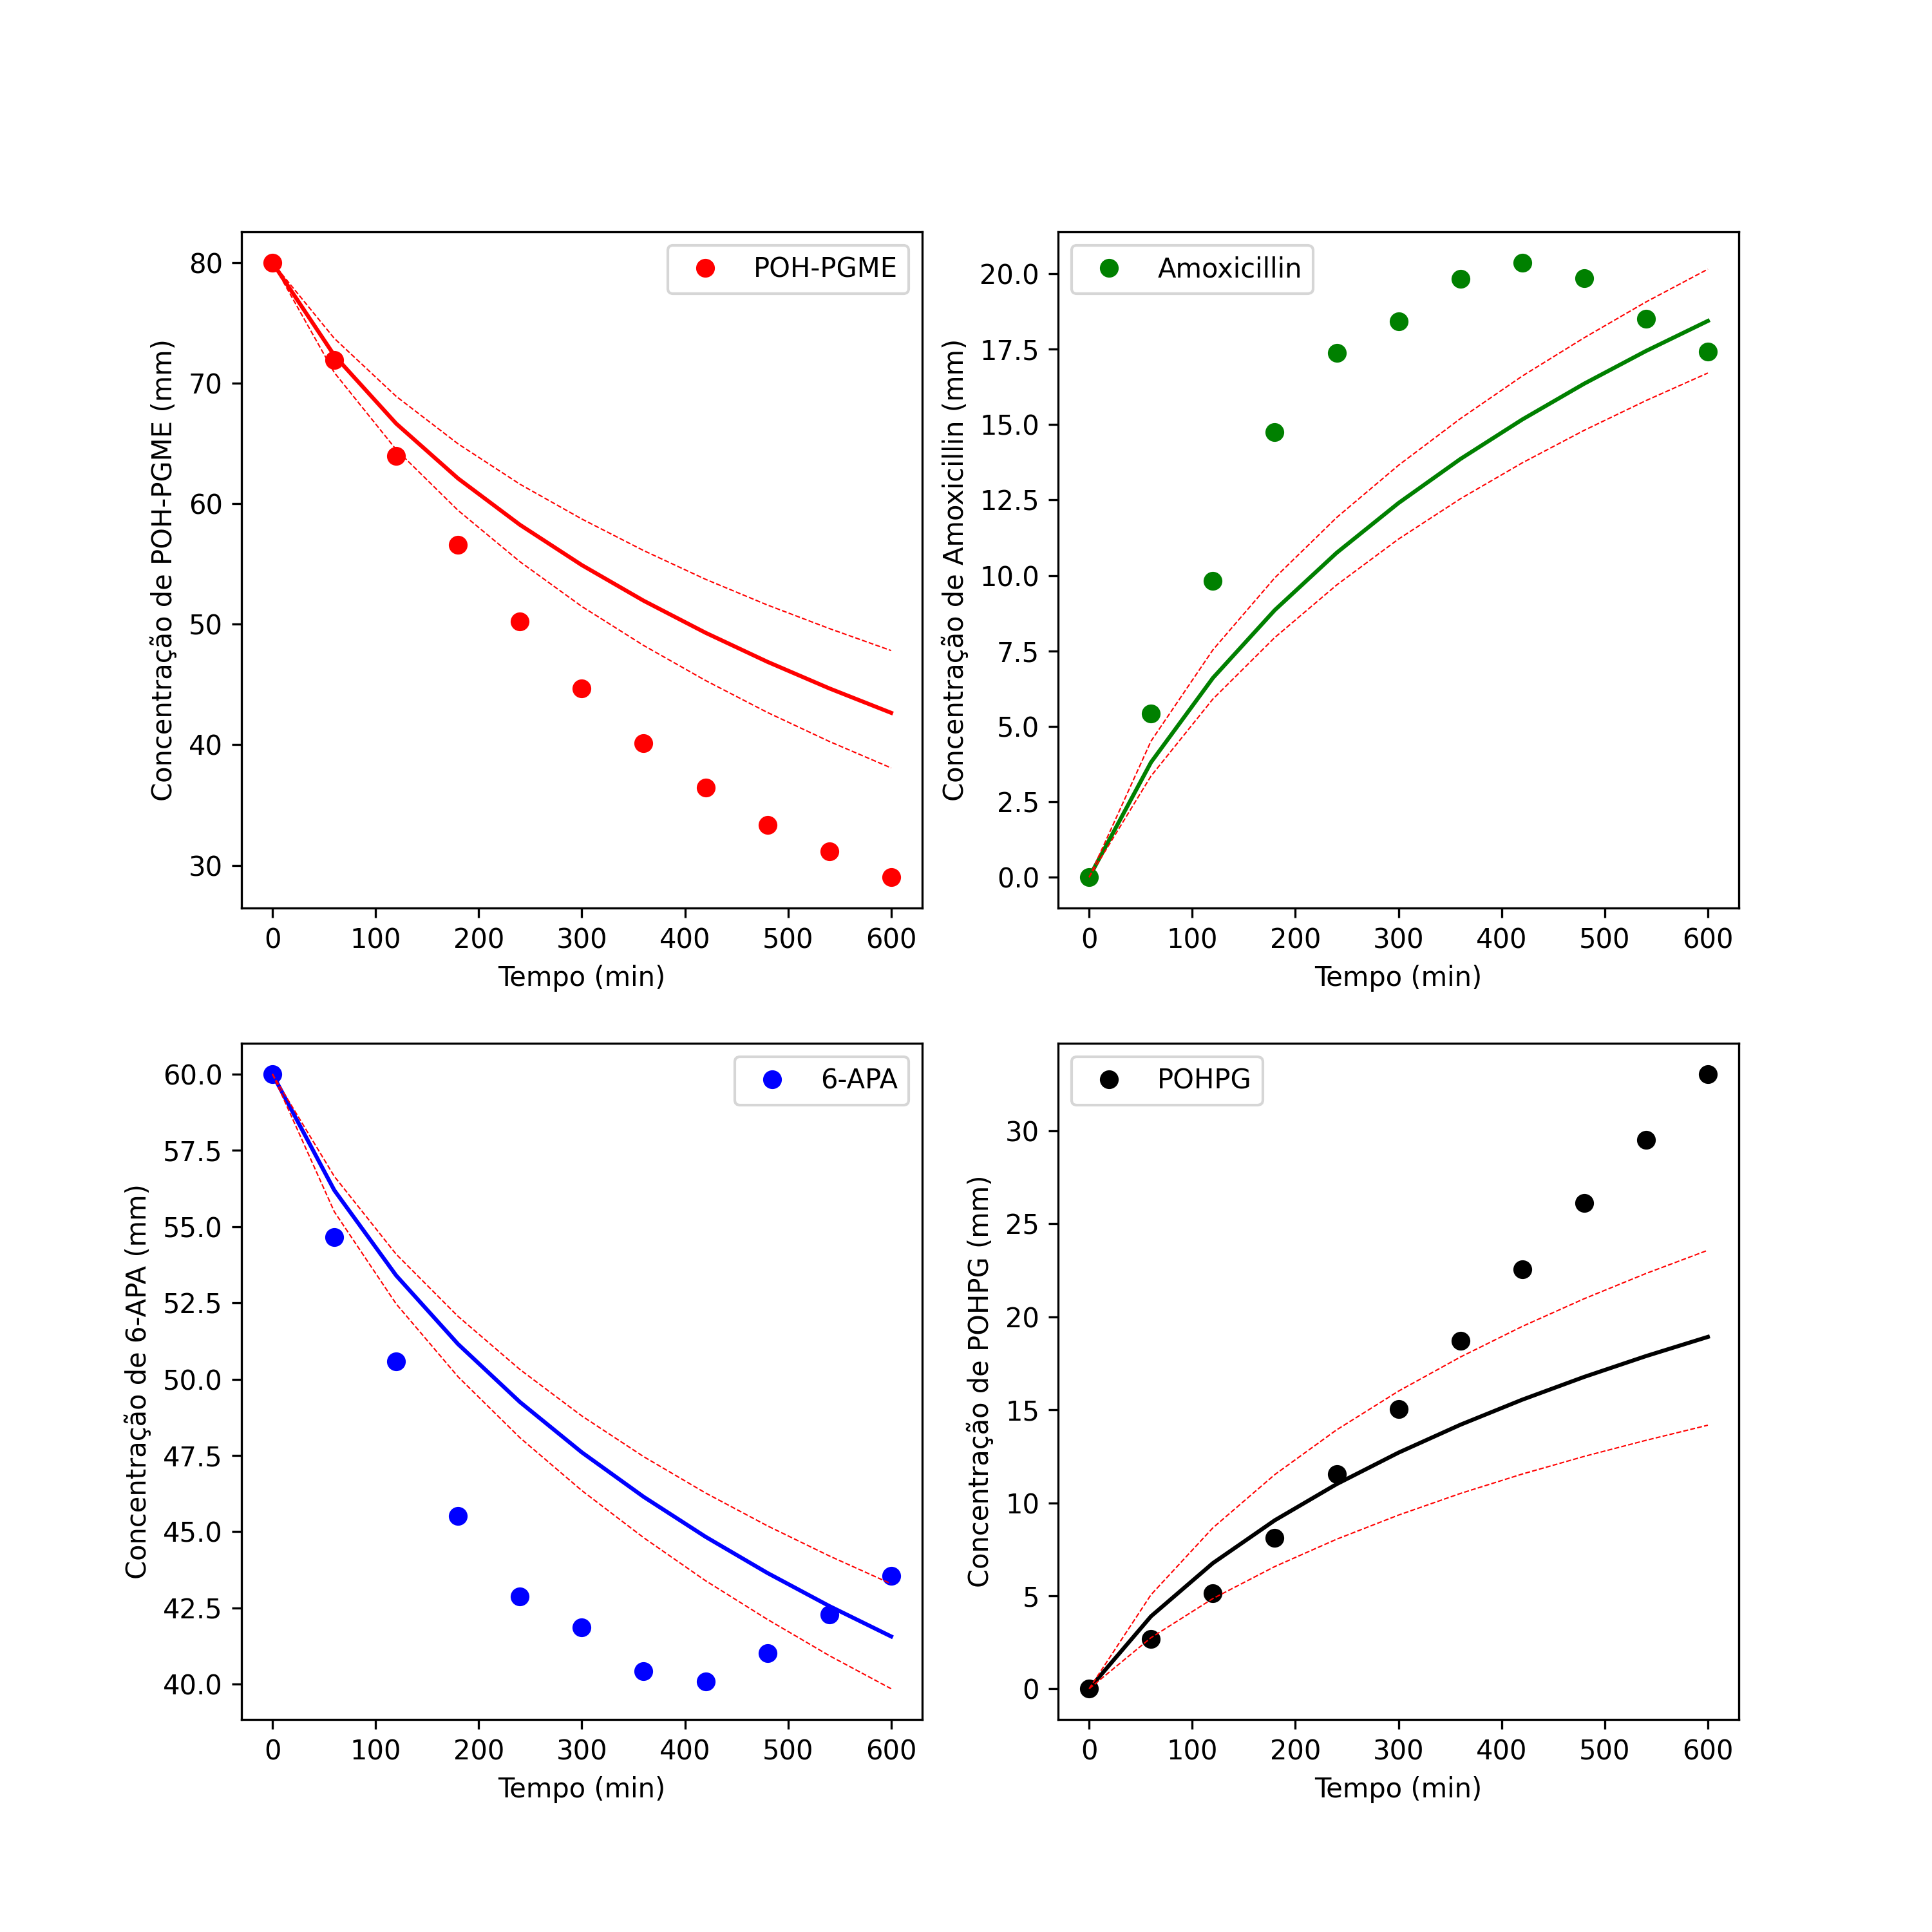 POH-PGME
Concentração de POH-PGME (mm)
80
70
60
50
40
30
0 100 200 300 400 500 600
Tempo (min)
Amoxicillin
Concentração de Amoxicillin (mm)
20.0
17.5
15.0
12.5
10.0
7.5
5.0
2.5
0.0
0 100 200 300 400 500 600
Tempo (min)
6-APA
Concentração de 6-APA (mm)
60.0
57.5
55.0
52.5
50.0
47.5
45.0
42.5
40.0
0 100 200 300 400 500 600
Tempo (min)
POHPG
Concentração de POHPG (mm)
30
25
20
15
10
5
0
0 100 200 300 400 500 600
Tempo (min)